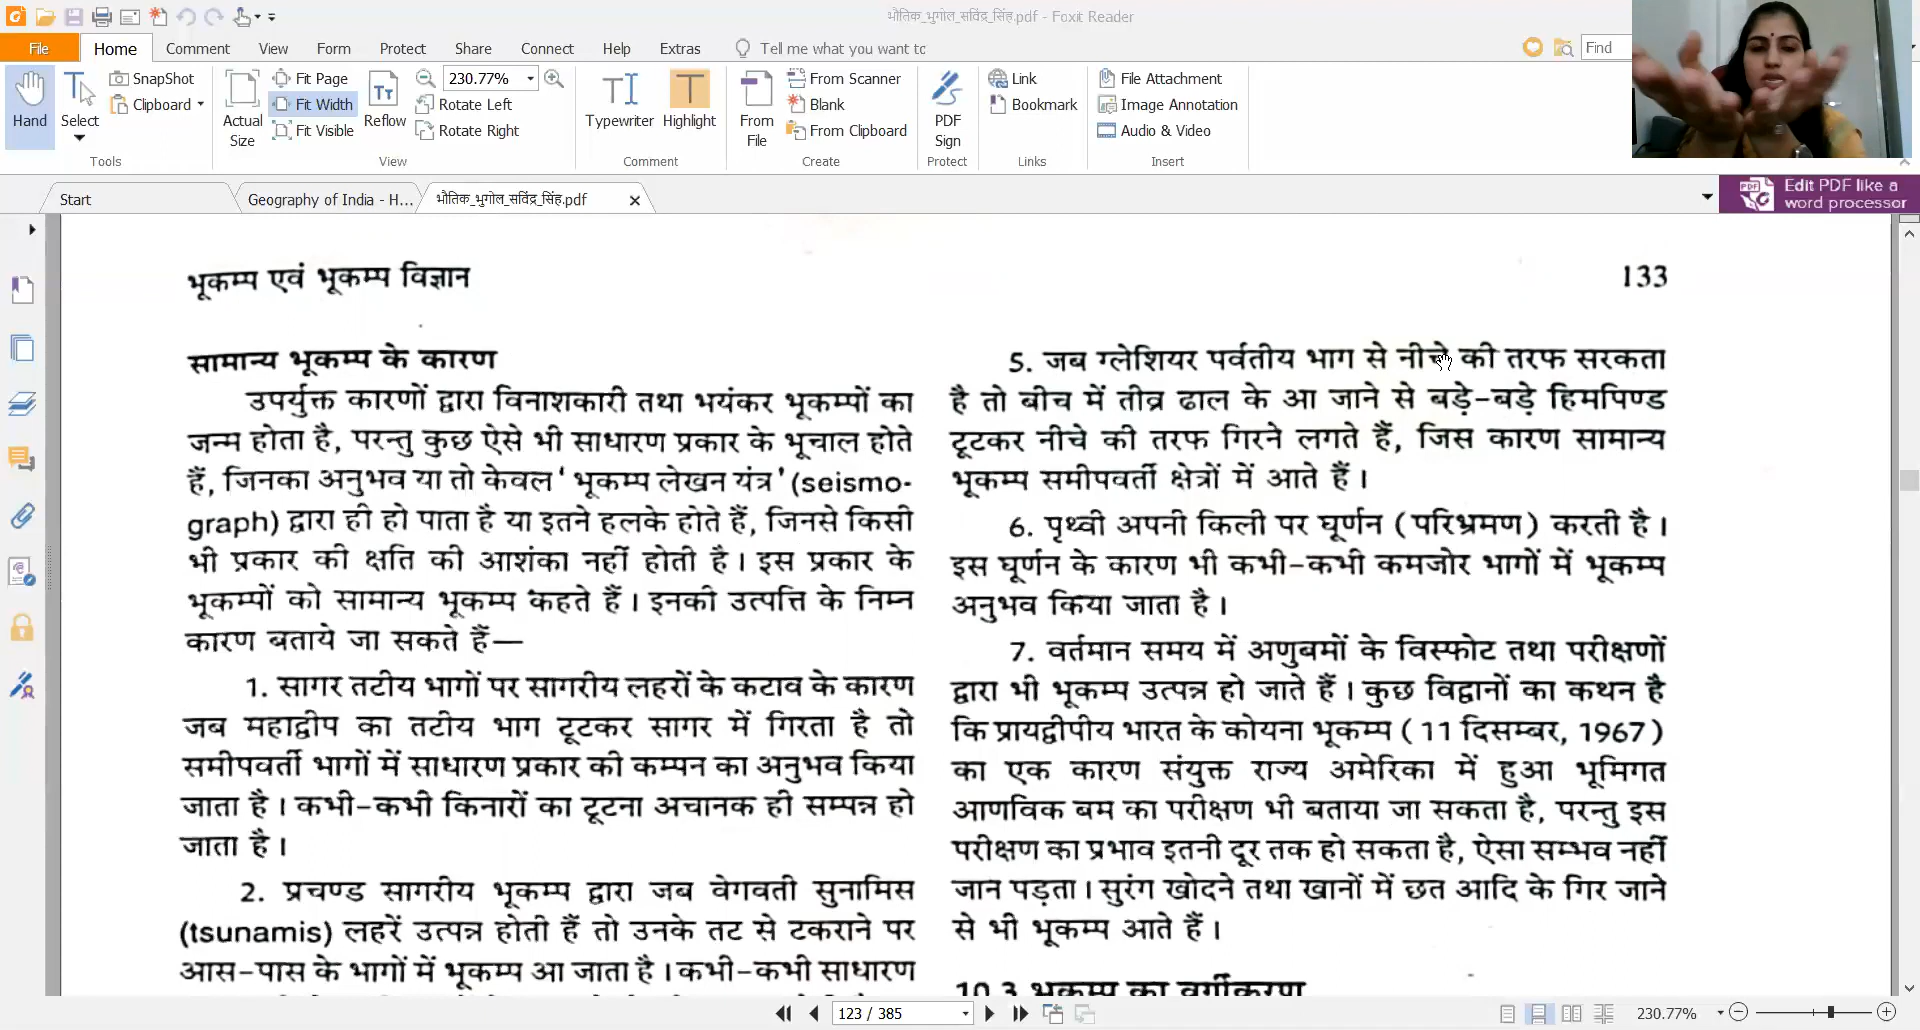 भौतिक_भुगोल_सविंद्र_सिंह.pdf - Foxit Reader
File Home Comment View Form Protect Share Connect Help Extras Tell me what you want to Find
Hand
Select
SnapShot
Clipboard
Tools
Actual Size
Fit Page
Fit Width
Fit Visible
Reflow
230.77%
Rotate Left
Rotate Right
View
Typewriter
Highlight
Comment
From File
From Scanner
Blank
From Clipboard
Create
PDF Sign
Protect
Link
Bookmark
Links
File Attachment
Image Annotation
Audio & Video
Insert
Start
Geography of India - H...
भौतिक_भुगोल_सविंद्र_सिंह.pdf
Edit PDF like a
word processor
भूकम्प एवं भूकम्प विज्ञान
133
सामान्य भूकम्प के कारण
उपर्युक्त कारणों द्वारा विनाशकारी तथा भयंकर भूकम्पों का
जन्म होता है, परन्तु कुछ ऐसे भी साधारण प्रकार के भूचाल होते
हैं, जिनका अनुभव या तो केवल 'भूकम्प लेखन यंत्र' (seismo-
graph) द्वारा ही हो पाता है या इतने हलके होते हैं, जिनसे किसी
भी प्रकार की क्षति की आशंका नहीं होती है। इस प्रकार के
भूकम्पों को सामान्य भूकम्प कहते हैं। इनकी उत्पत्ति के निम्न
कारण बताये जा सकते हैं—
1. सागर तटीय भागों पर सागरीय लहरों के कटाव के कारण
जब महाद्वीप का तटीय भाग टूटकर सागर में गिरता है तो
समीपवर्ती भागों में साधारण प्रकार की कम्पन का अनुभव किया
जाता है। कभी-कभी किनारों का टूटना अचानक ही सम्पन्न हो
जाता है।
2. प्रचण्ड सागरीय भूकम्प द्वारा जब वेगवती सुनामिस
(tsunamis) लहरें उत्पन्न होती हैं तो उनके तट से टकराने पर
आस-पास के भागों में भूकम्प आ जाता है। कभी-कभी साधारण
5. जब ग्लेशियर पर्वतीय भाग से नीचे की तरफ सरकता
है तो बीच में तीव्र ढाल के आ जाने से बड़े-बड़े हिमपिण्ड
टूटकर नीचे की तरफ गिरने लगते हैं, जिस कारण सामान्य
भूकम्प समीपवर्ती क्षेत्रों में आते हैं।
6. पृथ्वी अपनी किली पर घूर्णन (परिभ्रमण) करती है।
इस घूर्णन के कारण भी कभी-कभी कमजोर भागों में भूकम्प
अनुभव किया जाता है।
7. वर्तमान समय में अणुबमों के विस्फोट तथा परीक्षणों
द्वारा भी भूकम्प उत्पन्न हो जाते हैं। कुछ विद्वानों का कथन है
कि प्रायद्वीपीय भारत के कोयना भूकम्प (11 दिसम्बर, 1967)
का एक कारण संयुक्त राज्य अमेरिका में हुआ भूमिगत
आणविक बम का परीक्षण भी बताया जा सकता है, परन्तु इस
परीक्षण का प्रभाव इतनी दूर तक हो सकता है, ऐसा सम्भव नहीं
जान पड़ता। सुरंग खोदने तथा खानों में छत आदि के गिर जाने
से भी भूकम्प आते हैं।
10.3 भूकम्प का वर्गीकरण
123 / 385
230.77%